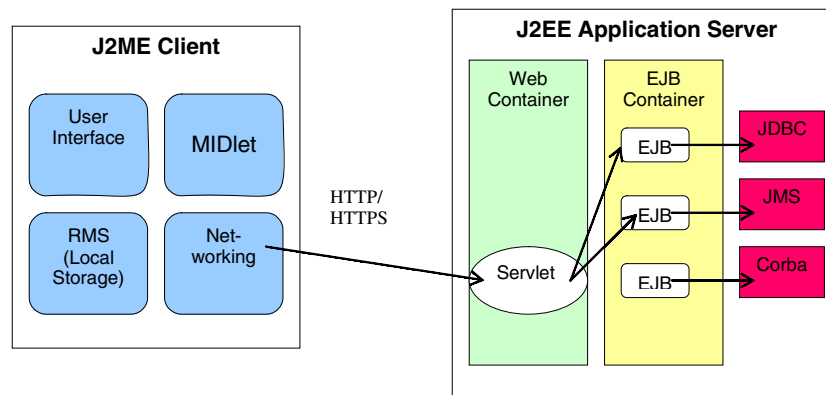 J2ME Client
User
Interface
MIDlet
RMS
(Local
Storage)
Net-
working
HTTP/
HTTPS
J2EE Application Server
Web
Container
EJB
Container
Servlet
EJB
EJB
EJB
JDBC
JMS
Corba